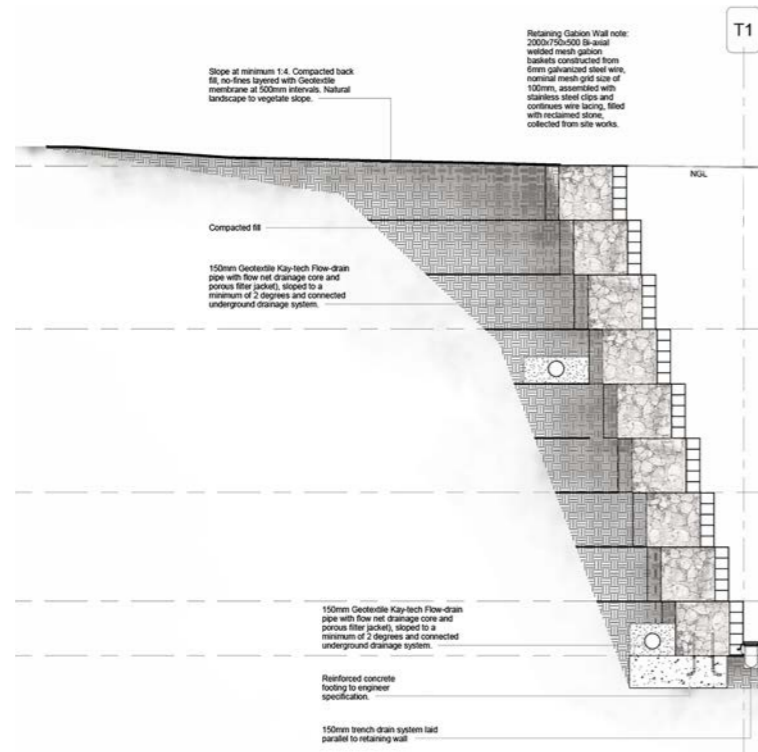 T1
Retaining Gabion Wall note:
2000x750x500 Bi-axial
welded mesh gabion
baskets constructed from
6mm galvanized steel wire,
nominal mesh grid size of
100mm, assembled with
stainless steel clips and
continues wire lacing, filled
with reclaimed stone,
collected from site works.
Slope at minimum 1:4. Compacted back
fill, no-fines layered with Geotextile
membrane at 500mm intervals. Natural
landscape to vegetate slope.
NGL
Compacted fill
150mm Geotextile Kay-tech Flow-drain
pipe with flow net drainage core and
porous filter jacket), sloped to a
minimum of 2 degrees and connected
underground drainage system.
150mm Geotextile Kay-tech Flow-drain
pipe with flow net drainage core and
porous filter jacket), sloped to a
minimum of 2 degrees and connected
underground drainage system.
Reinforced concrete
footing to engineer
specification.
150mm trench drain system laid
parallel to retaining wall